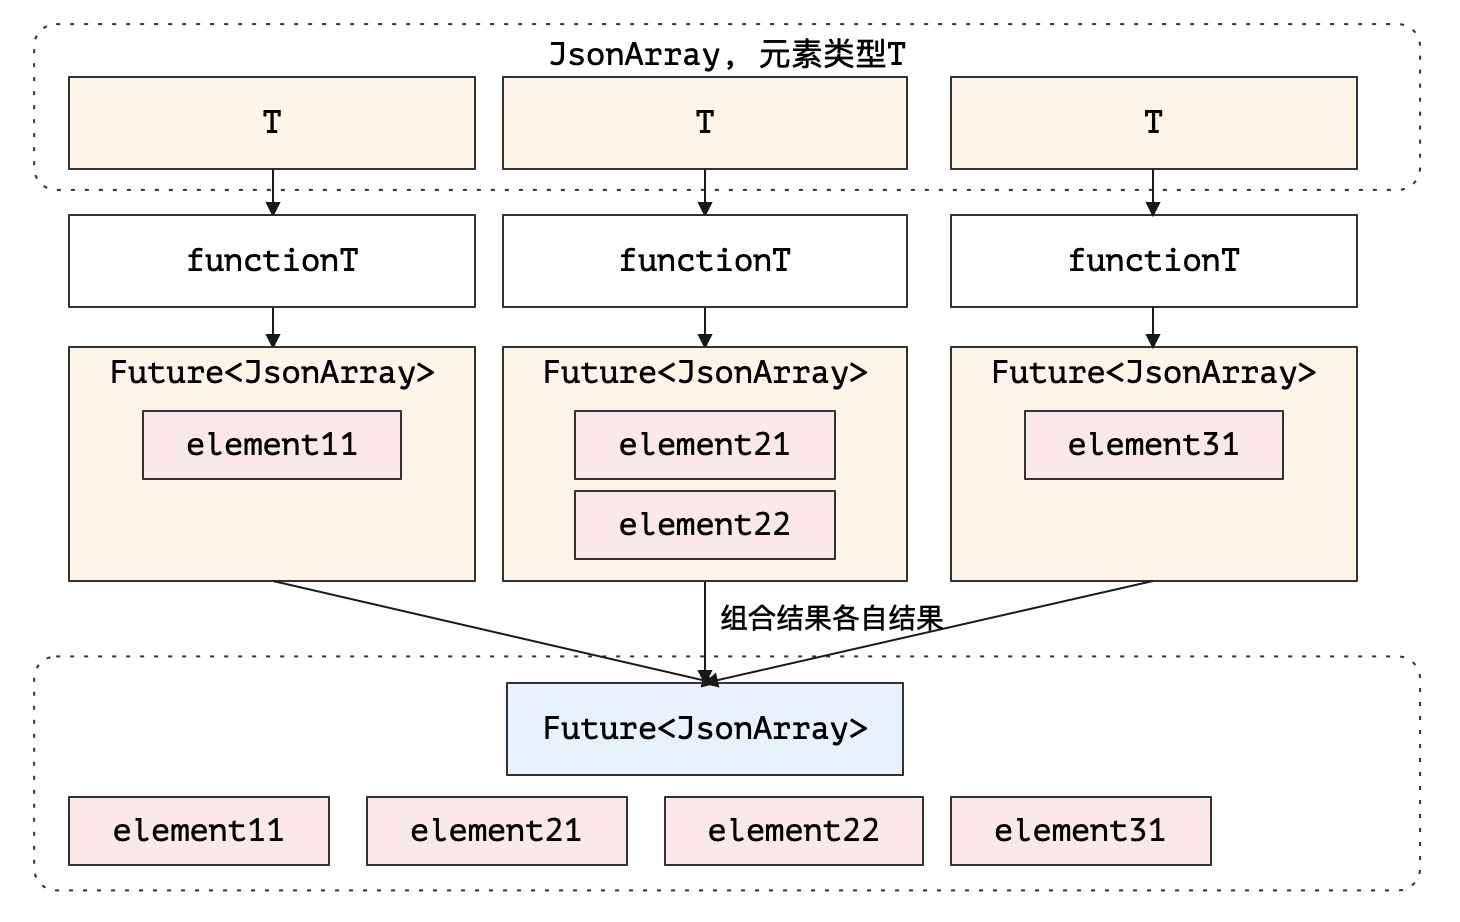 JsonArray, 元素类型T
T
T
T
functionT
functionT
functionT
Future<JsonArray>
Future<JsonArray>
Future<JsonArray>
element11
element21
element31
element22
组合结果各自结果
Future<JsonArray>
element11
element21
element22
element31